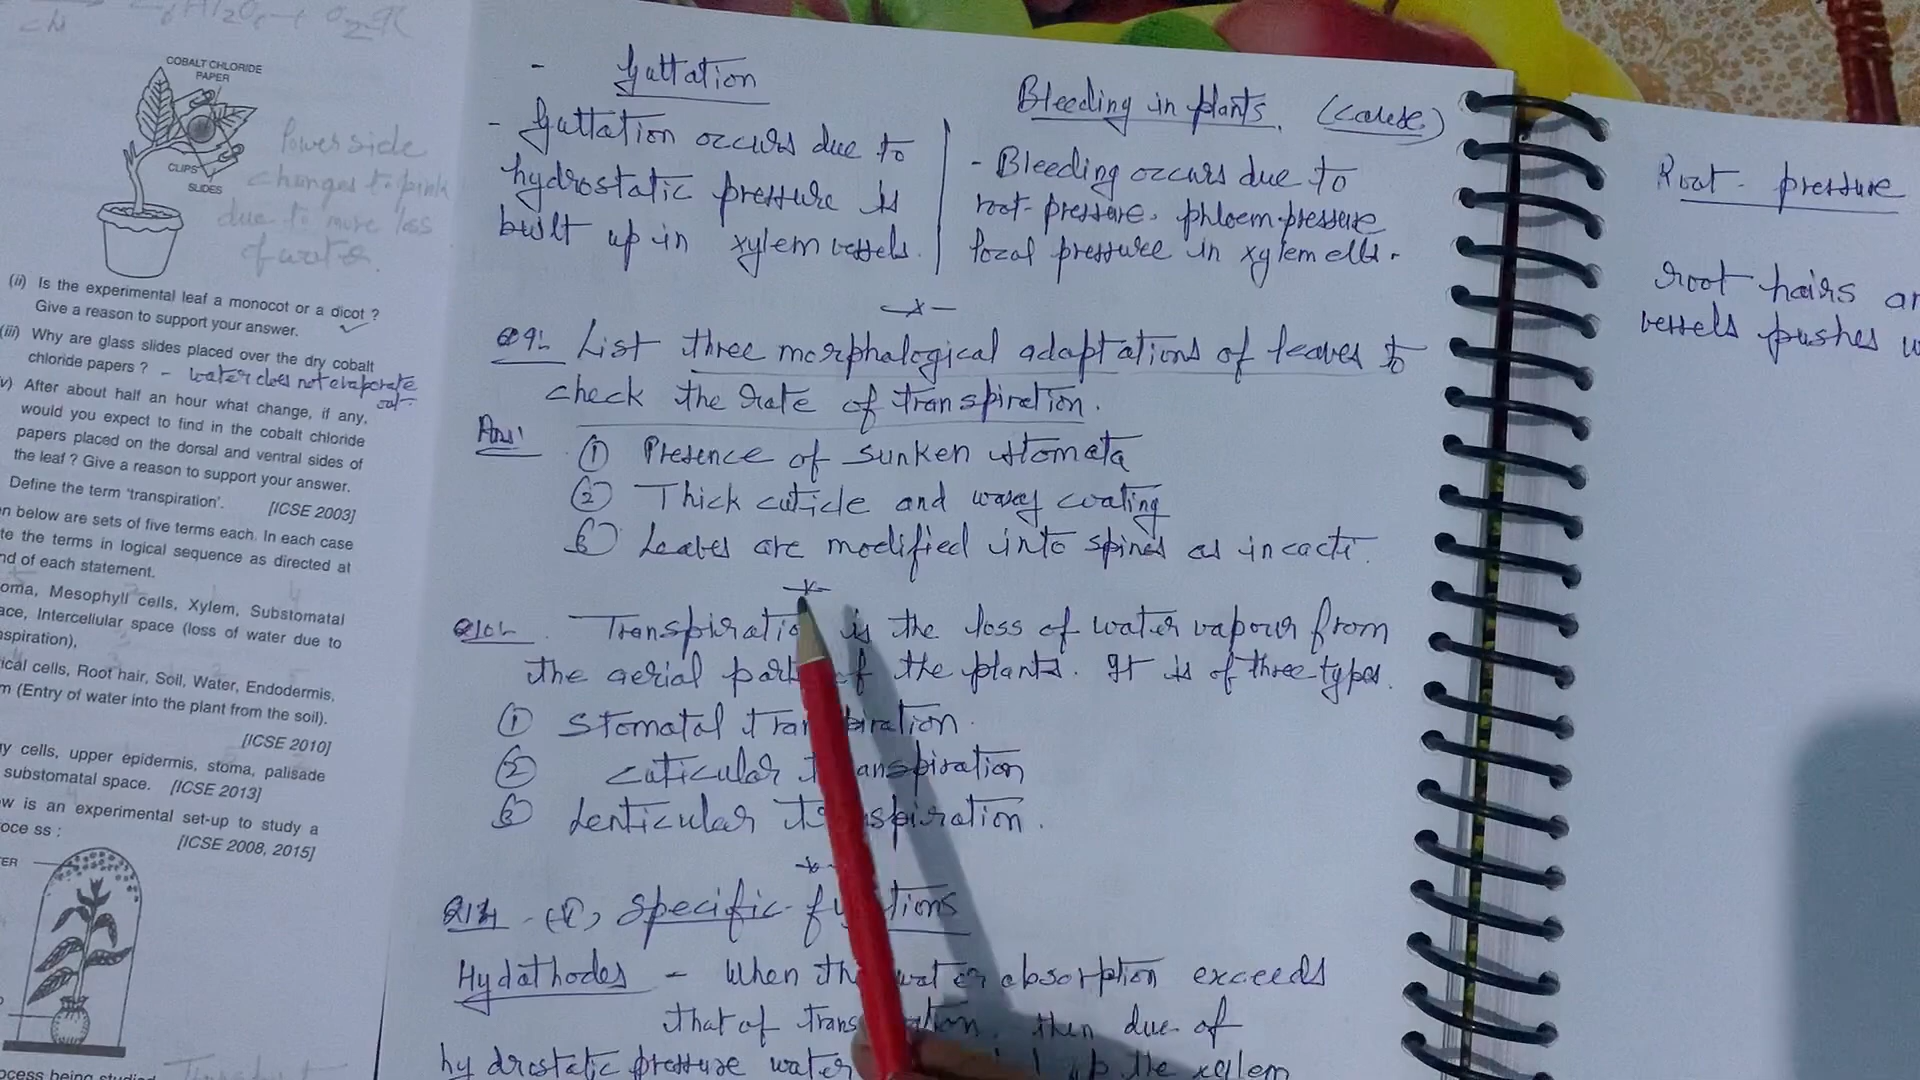 COBALT CHLORIDE
PAPER
CLIPS
SLIDES
changes to pink
due to more loss
of water.
(ii) Is the experimental leaf a monocot or a dicot ?
Give a reason to support your answer.
(iii) Why are glass slides placed over the dry cobalt
chloride papers ? - water does not evaporate
out
v) After about half an hour what change, if any,
would you expect to find in the cobalt chloride
papers placed on the dorsal and ventral sides of
the leaf ? Give a reason to support your answer.
Define the term 'transpiration'. [ICSE 2003]
n below are sets of five terms each. In each case
te the terms in logical sequence as directed at
nd of each statement.
oma, Mesophyll cells, Xylem, Substomatal
ace, Intercellular space (loss of water due to
nspiration),
ical cells, Root hair, Soil, Water, Endodermis,
m (Entry of water into the plant from the soil).
[ICSE 2010]
y cells, upper epidermis, stoma, palisade
substomatal space. [ICSE 2013]
w is an experimental set-up to study a
oce ss : [ICSE 2008, 2015]
ER
ocess being studied
- Guttation
- Guttation occurs due to
hydrostatic pressure is
built up in xylem vessels.
Bleeding in plants. (cause)
- Bleeding occurs due to
root-pressure. phloem pressure
local pressure in xylem ells.
Q9. List three morphological adaptations of leaves to
check the rate of transpiration.
Ans'
① Presence of sunken stomata
② Thick cuticle and waxy coating
③ Leaves are modified into spines as in cacti.
Q10. Transpiratio is the loss of water vapour from
the aerial part of the plants. It is of three types.
① Stomatal transpiration.
② cuticular transpiration
③ Lenticular transpiration.
Specific functions
Hydathodes - When the water absorption exceeds
that of transpiration. then due of
hydrostatic pressure water up the xylem
Root - pressure
root hairs an
vessels pushes w